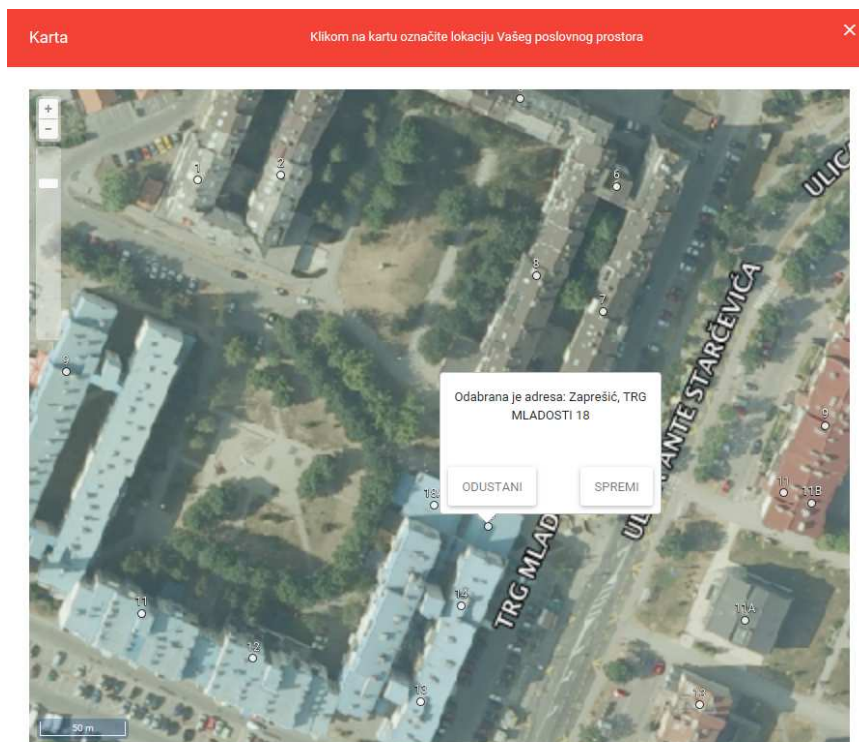 Karta
Klikom na kartu označite lokaciju Vašeg poslovnog prostora
×
+
−
1
2
6
ULICA
8
7
ULICA ANTE STARČEVIĆA
9
9
Odabrana je adresa: Zaprešić, TRG
MLADOSTI 18
ODUSTANI
SPREMI
11
11B
14
TRG MLAD
11
11A
12
13
13
50 m